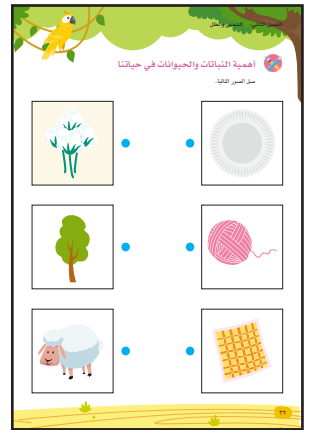 أهمية النباتات والحيوانات في حياتنا
صل الصور التالية.
٢٢